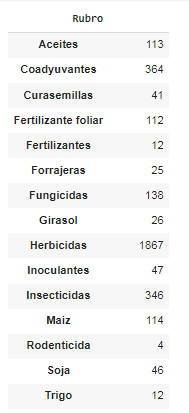 Rubro
Aceites 113
Coadyuvantes 364
Curasemillas 41
Fertilizante foliar 112
Fertilizantes 12
Forrajeras 25
Fungicidas 138
Girasol 26
Herbicidas 1867
Inoculantes 47
Insecticidas 346
Maiz 114
Rodenticida 4
Soja 46
Trigo 12